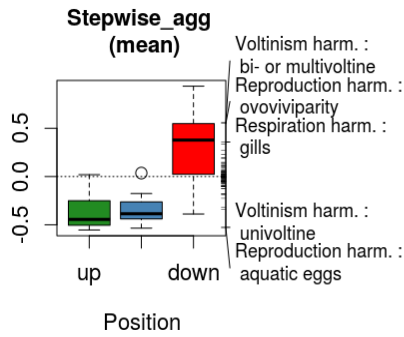 Stepwise_agg
(mean)
Voltinism harm. :
bi- or multivoltine
Reproduction harm. :
ovoviviparity
Respiration harm. :
gills
0.5
0.0
-0.5
Voltinism harm. :
univoltine
Reproduction harm. :
aquatic eggs
up
down
Position